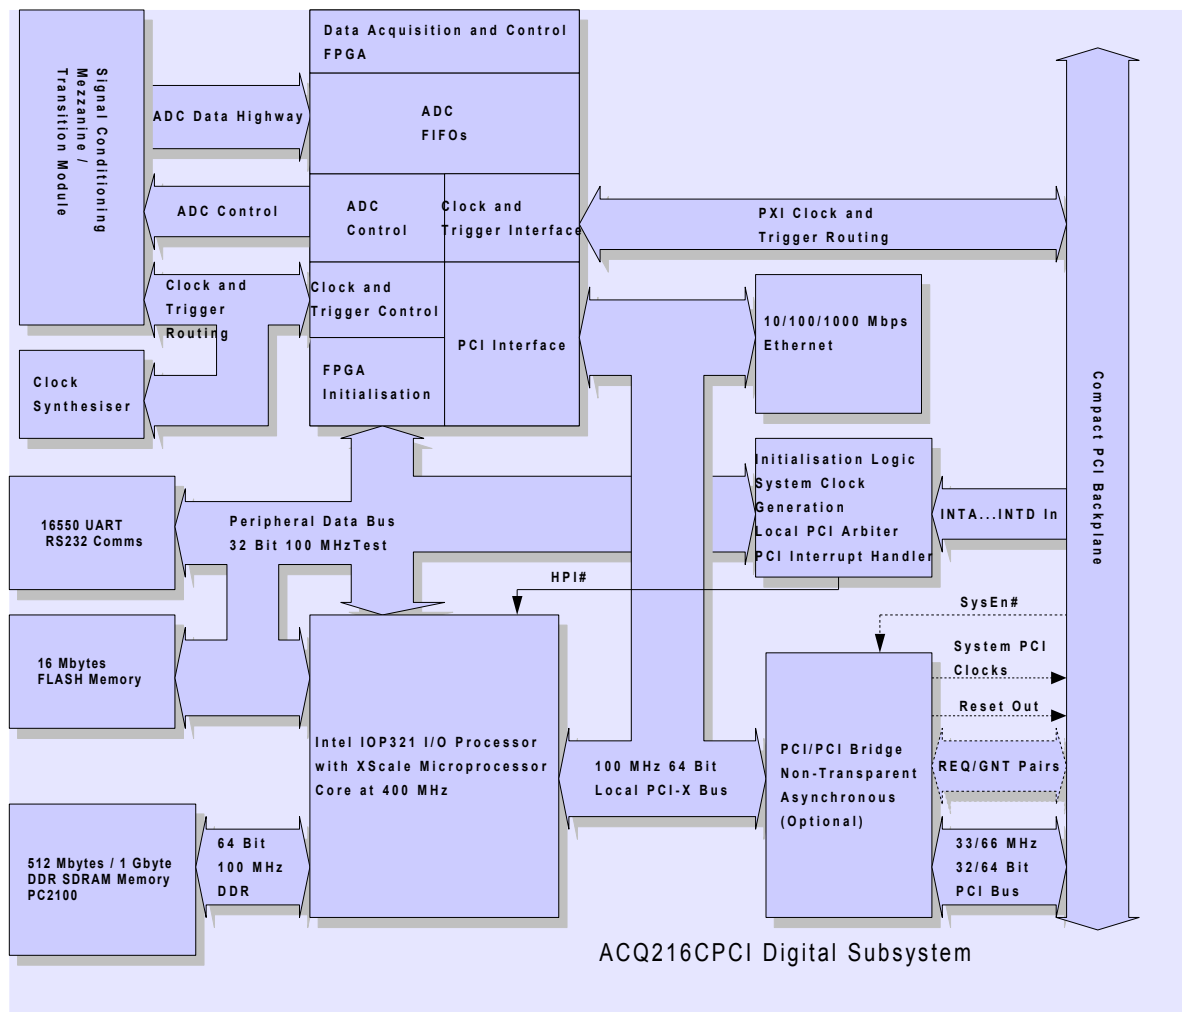 Data Acquisition and Control
FPGA
Signal Conditioning
Mezzanine /
Transition Module
ADC Data Highway
ADC
FIFOs
ADC Control
ADC
Control
Clock and
Trigger Interface
PXI Clock and
Trigger Routing
Clock and
Trigger
Routing
Clock and
Trigger Control
PCI Interface
10/100/1000 Mbps
Ethernet
FPGA
Initialisation
Clock
Synthesiser
Compact PCI Backplane
Initialisation Logic
System Clock
Generation
Local PCI Arbiter
PCI Interrupt Handler
INTA...INTD In
16550 UART
RS232 Comms
Peripheral Data Bus
32 Bit 100 MHzTest
HPI#
SysEn#
System PCI
Clocks
Reset Out
16 Mbytes
FLASH Memory
Intel IOP321 I/O Processor
with XScale Microprocessor
Core at 400 MHz
100 MHz 64 Bit
Local PCI-X Bus
PCI/PCI Bridge
Non-Transparent
Asynchronous
(Optional)
REQ/GNT Pairs
512 Mbytes / 1 Gbyte
DDR SDRAM Memory
PC2100
64 Bit
100 MHz
DDR
33/66 MHz
32/64 Bit
PCI Bus
ACQ216CPCI Digital Subsystem